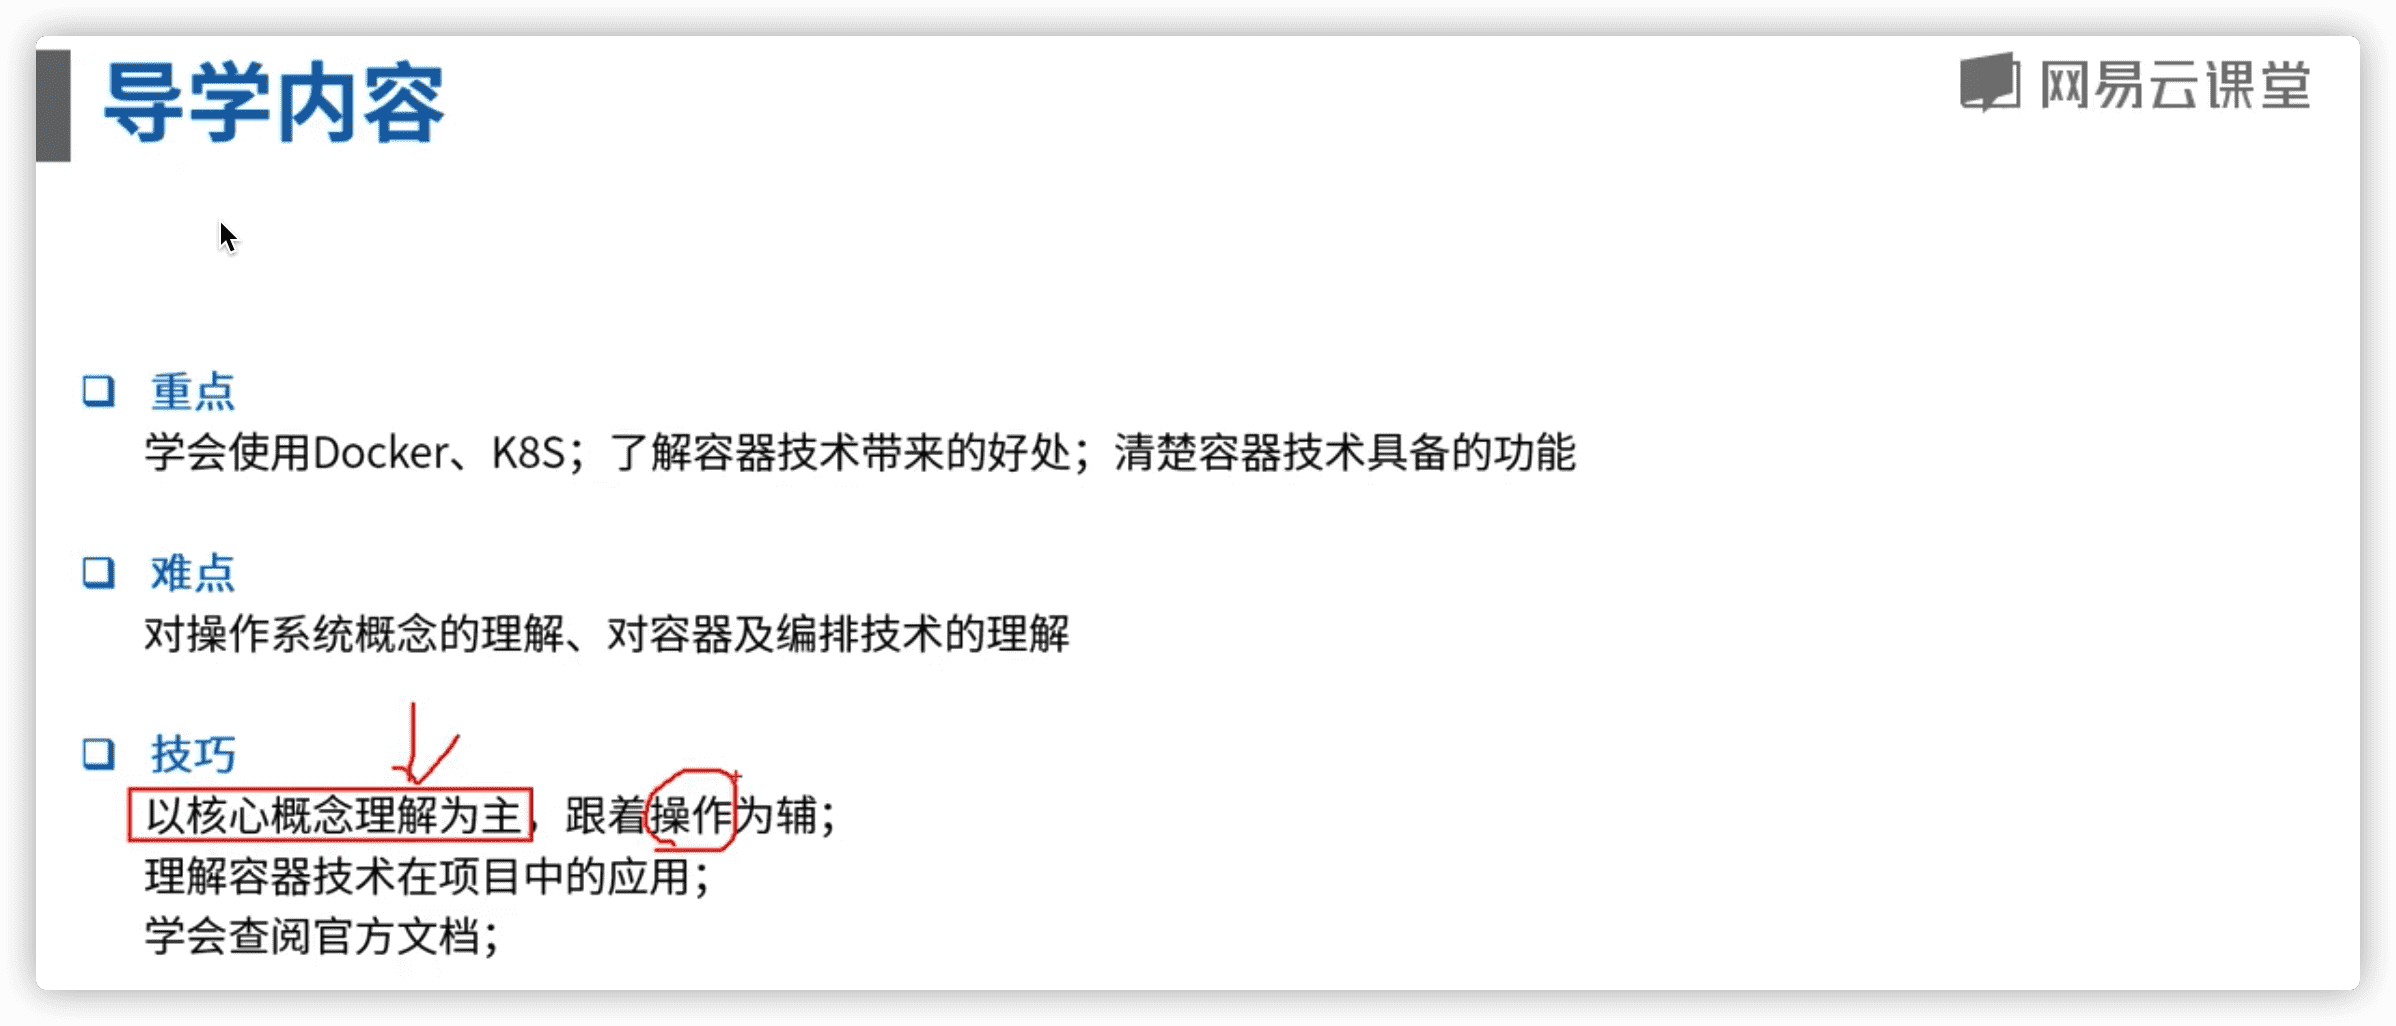 导学内容
网易云课堂
重点
学会使用Docker、K8S；了解容器技术带来的好处；清楚容器技术具备的功能
难点
对操作系统概念的理解、对容器及编排技术的理解
技巧
以核心概念理解为主，跟着操作为辅；
理解容器技术在项目中的应用；
学会查阅官方文档；